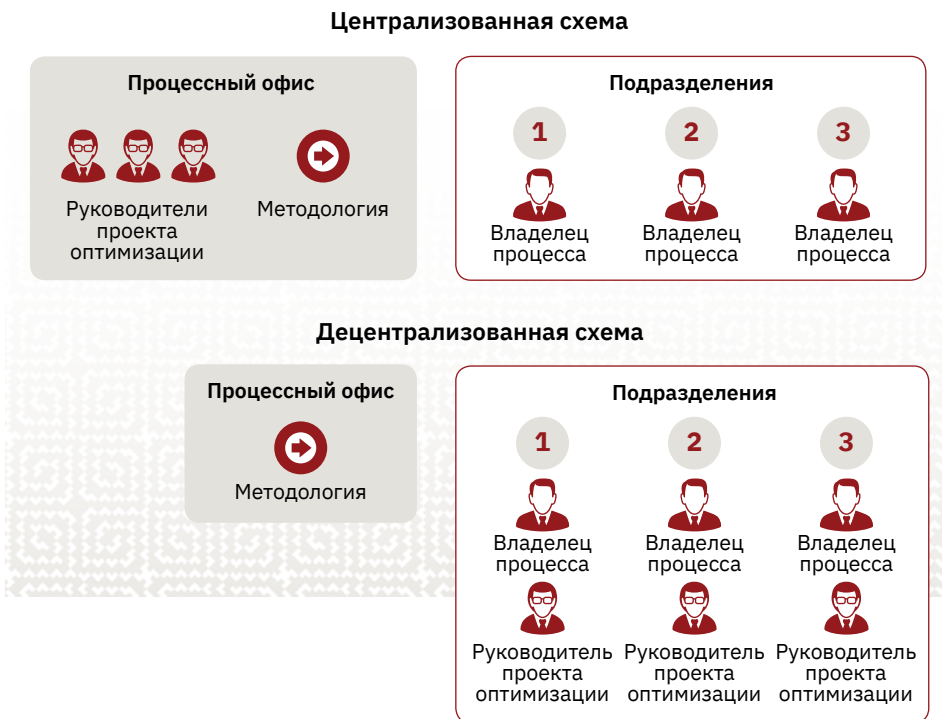 Централизованная схема
Процессный офис
Руководители
проекта
оптимизации
Методология
Подразделения
1
2
3
Владелец
процесса
Владелец
процесса
Владелец
процесса
Децентрализованная схема
Процессный офис
Методология
Подразделения
1
2
3
Владелец
процесса
Владелец
процесса
Владелец
процесса
Руководитель
проекта
оптимизации
Руководитель
проекта
оптимизации
Руководитель
проекта
оптимизации